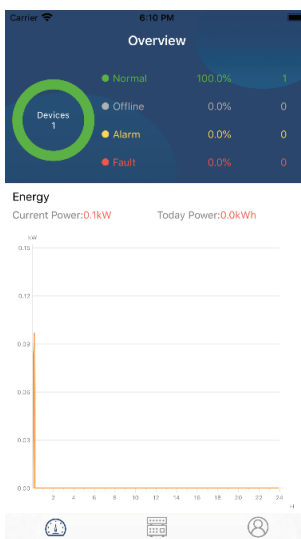 Carrier 6:10 PM
Overview
Devices
1
Normal 100.0% 1
Offline 0.0% 0
Alarm 0.0% 0
Fault 0.0% 0
Energy
Current Power:0.1kW Today Power:0.0kWh
kW
0.15
0.12
0.09
0.06
0.03
0.00
2 4 6 8 10 12 14 16 18 20 22 24
H